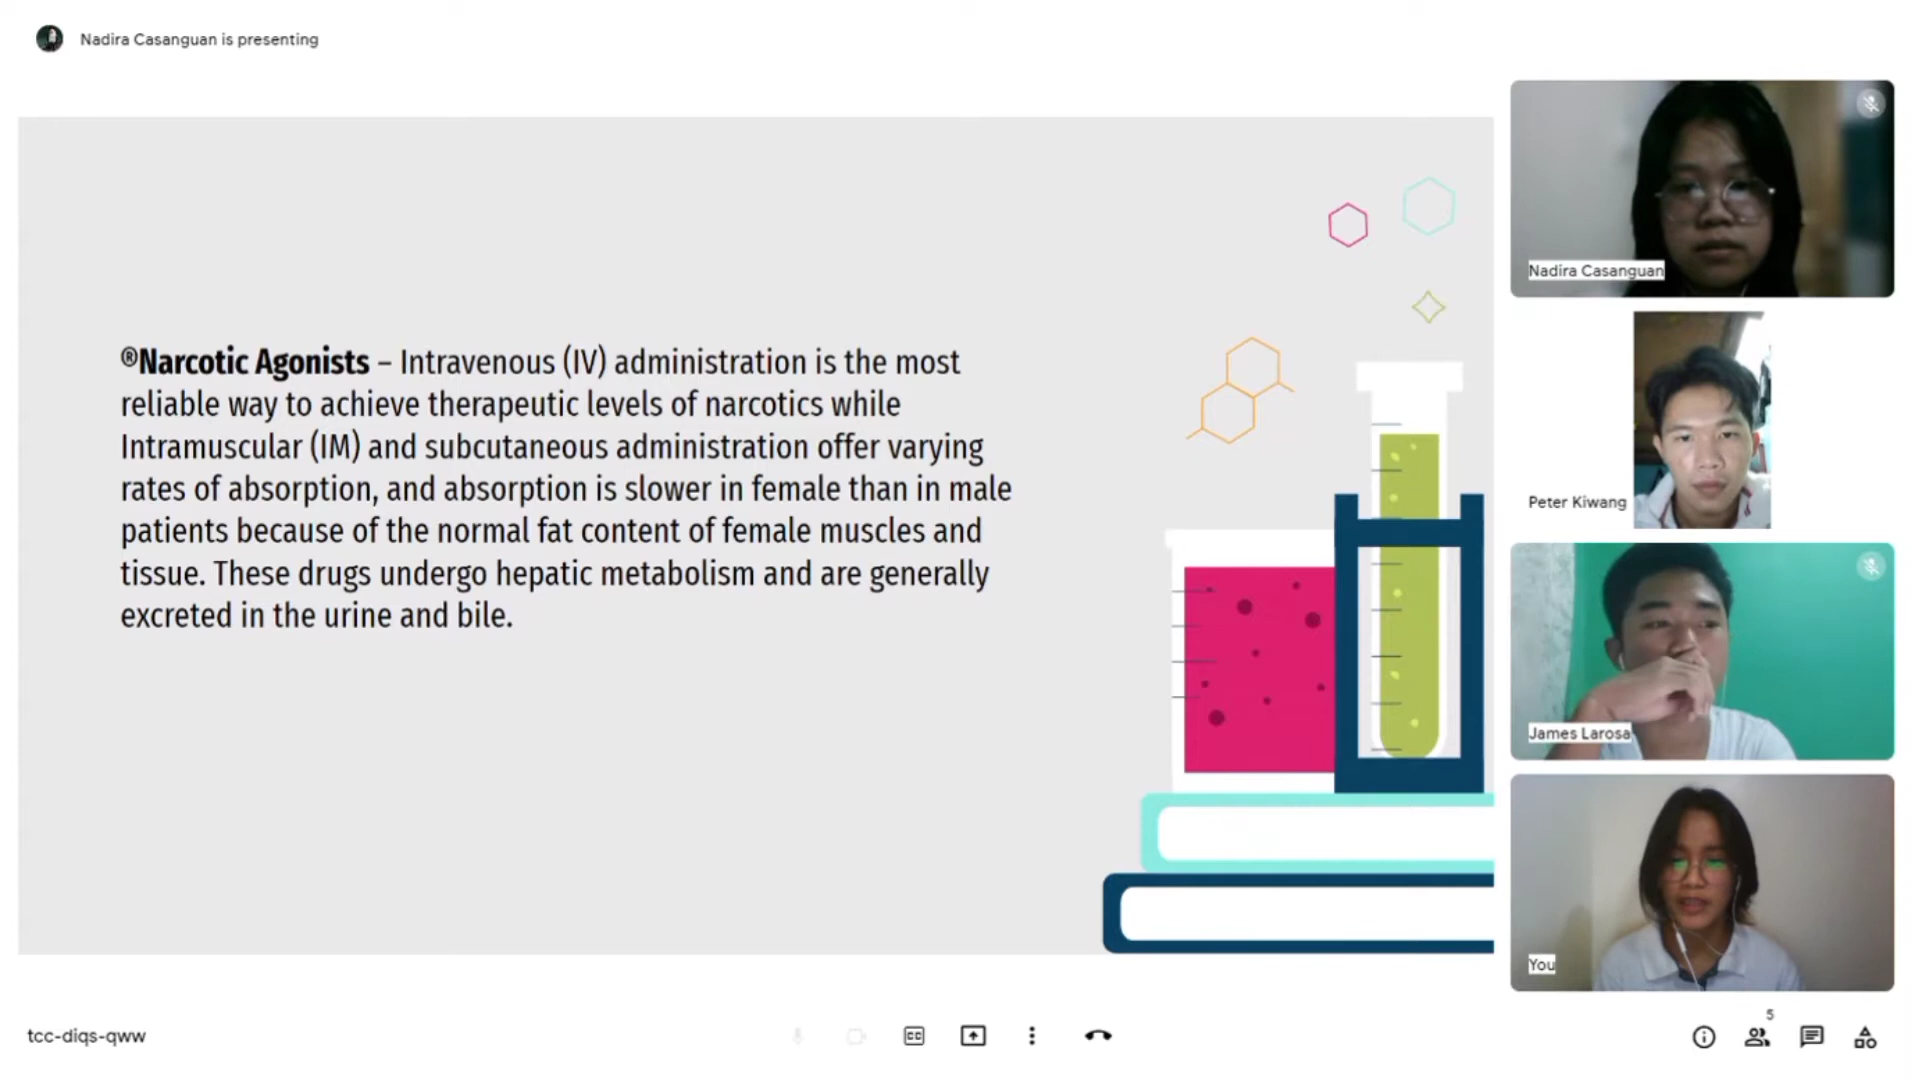 Nadira Casanguan is presenting
®Narcotic Agonists – Intravenous (IV) administration is the most
reliable way to achieve therapeutic levels of narcotics while
Intramuscular (IM) and subcutaneous administration offer varying
rates of absorption, and absorption is slower in female than in male
patients because of the normal fat content of female muscles and
tissue. These drugs undergo hepatic metabolism and are generally
excreted in the urine and bile.
Nadira Casanguan
Peter Kiwang
James Larosa
You
tcc-diqs-qww
CC
5